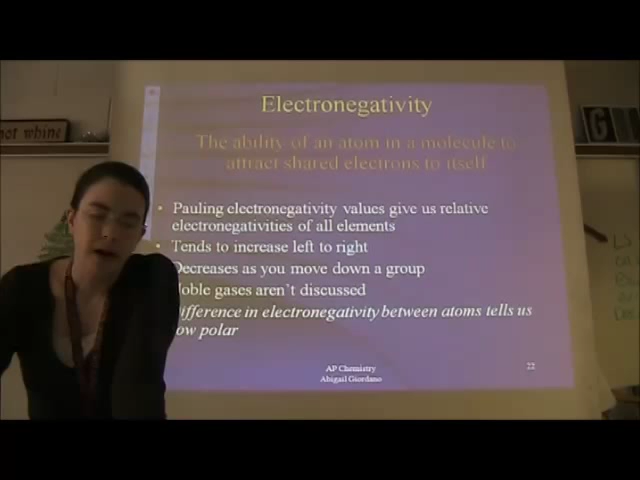 Electronegativity
not whine
G
The ability of an atom in a molecule to
attract shared electrons to itself
• Pauling electronegativity values give us relative
electronegativities of all elements
• Tends to increase left to right
Decreases as you move down a group
oble gases aren't discussed
ifference in electronegativity between atoms tells us
ow polar
AP Chemistry
Abigail Giordano
22